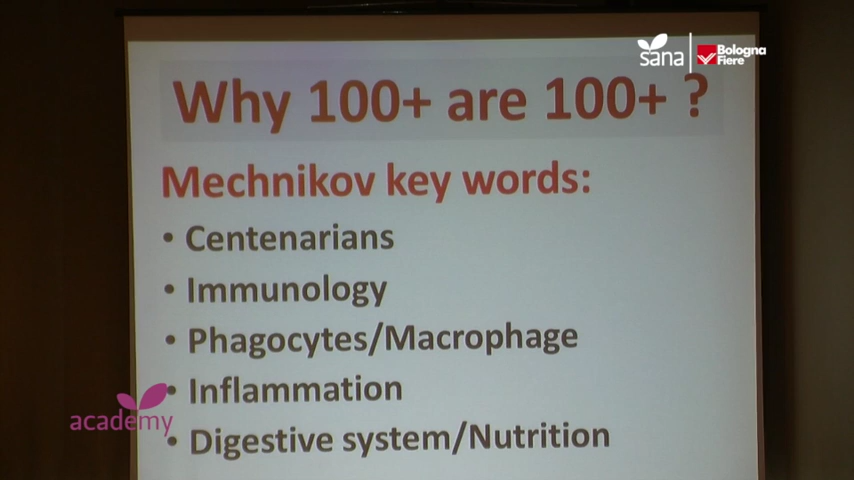 sana
Bologna
Fiere
Why 100+ are 100+ ?
Mechnikov key words:
• Centenarians
• Immunology
• Phagocytes/Macrophage
• Inflammation
• Digestive system/Nutrition
academy